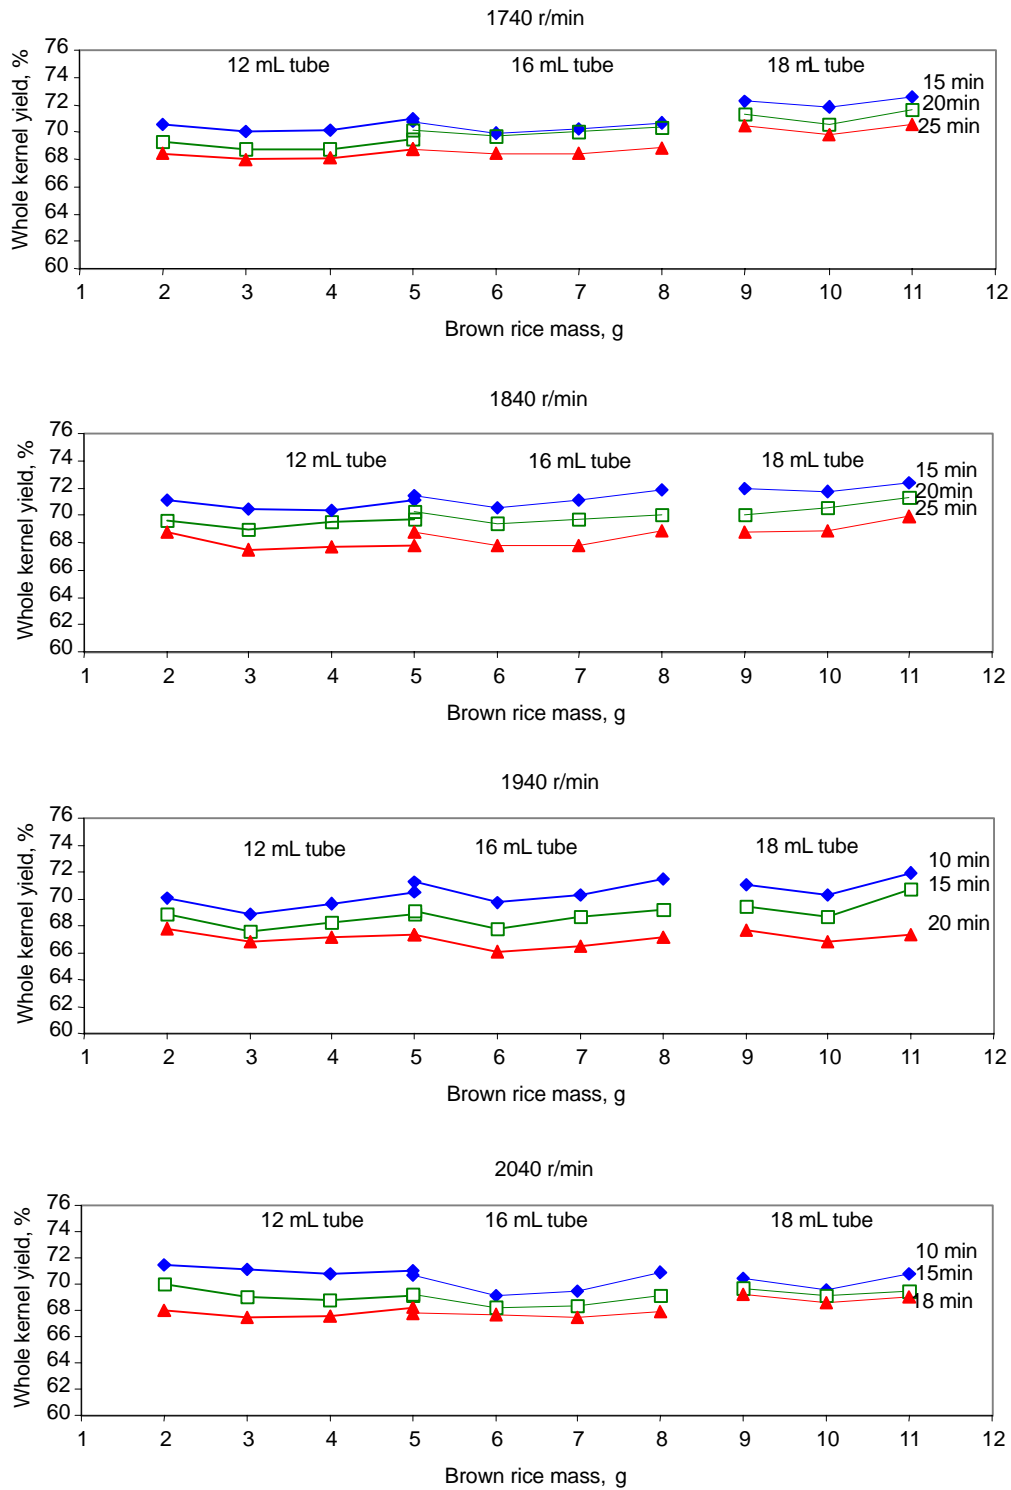 1740 r/min
Whole kernel yield, %
76
74
72
70
68
66
64
62
60
12 mL tube
16 mL tube
18 mL tube
15 min
20min
25 min
1 2 3 4 5 6 7 8 9 10 11 12
Brown rice mass, g
1840 r/min
Whole kernel yield, %
76
74
72
70
68
66
64
62
60
12 mL tube
16 mL tube
18 mL tube
15 min
20min
25 min
1 2 3 4 5 6 7 8 9 10 11 12
Brown rice mass, g
1940 r/min
Whole kernel yield, %
76
74
72
70
68
66
64
62
60
12 mL tube
16 mL tube
18 mL tube
10 min
15 min
20 min
1 2 3 4 5 6 7 8 9 10 11 12
Brown rice mass, g
2040 r/min
Whole kernel yield, %
76
74
72
70
68
66
64
62
60
12 mL tube
16 mL tube
18 mL tube
10 min
15min
18 min
1 2 3 4 5 6 7 8 9 10 11 12
Brown rice mass, g